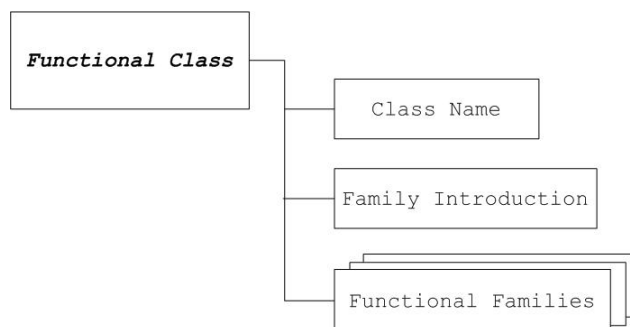 Functional Class
Class Name
Family Introduction
Functional Families